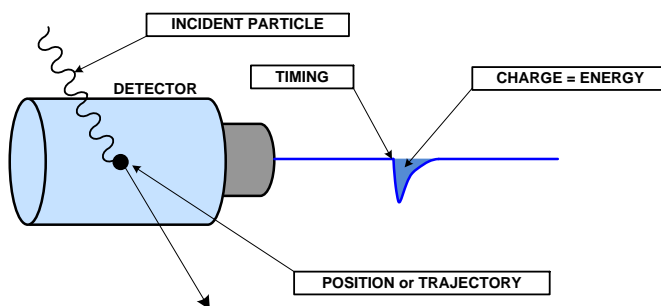 INCIDENT PARTICLE
DETECTOR
TIMING
CHARGE = ENERGY
POSITION or TRAJECTORY